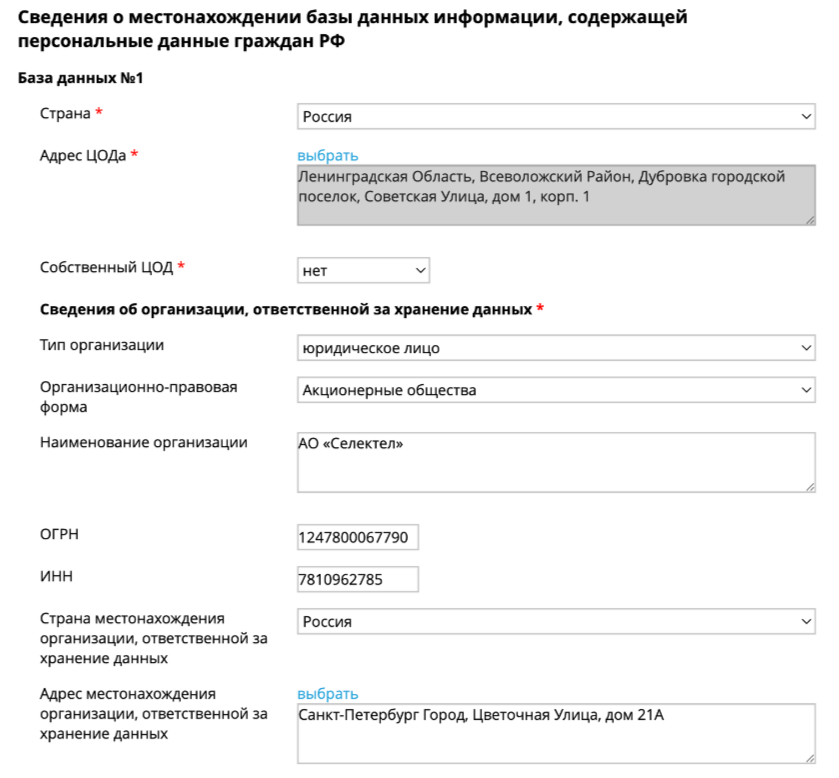 Сведения о местонахождении базы данных информации, содержащей
персональные данные граждан РФ
База данных №1
Страна *
Россия
Адрес ЦОДа *
выбрать
Ленинградская Область, Всеволожский Район, Дубровка городской
поселок, Советская Улица, дом 1, корп. 1
Собственный ЦОД *
нет
Сведения об организации, ответственной за хранение данных *
Тип организации
юридическое лицо
Организационно-правовая
форма
Акционерные общества
Наименование организации
АО «Селектел»
ОГРН
1247800067790
ИНН
7810962785
Страна местонахождения
организации, ответственной за
хранение данных
Россия
Адрес местонахождения
организации, ответственной за
хранение данных
выбрать
Санкт-Петербург Город, Цветочная Улица, дом 21А